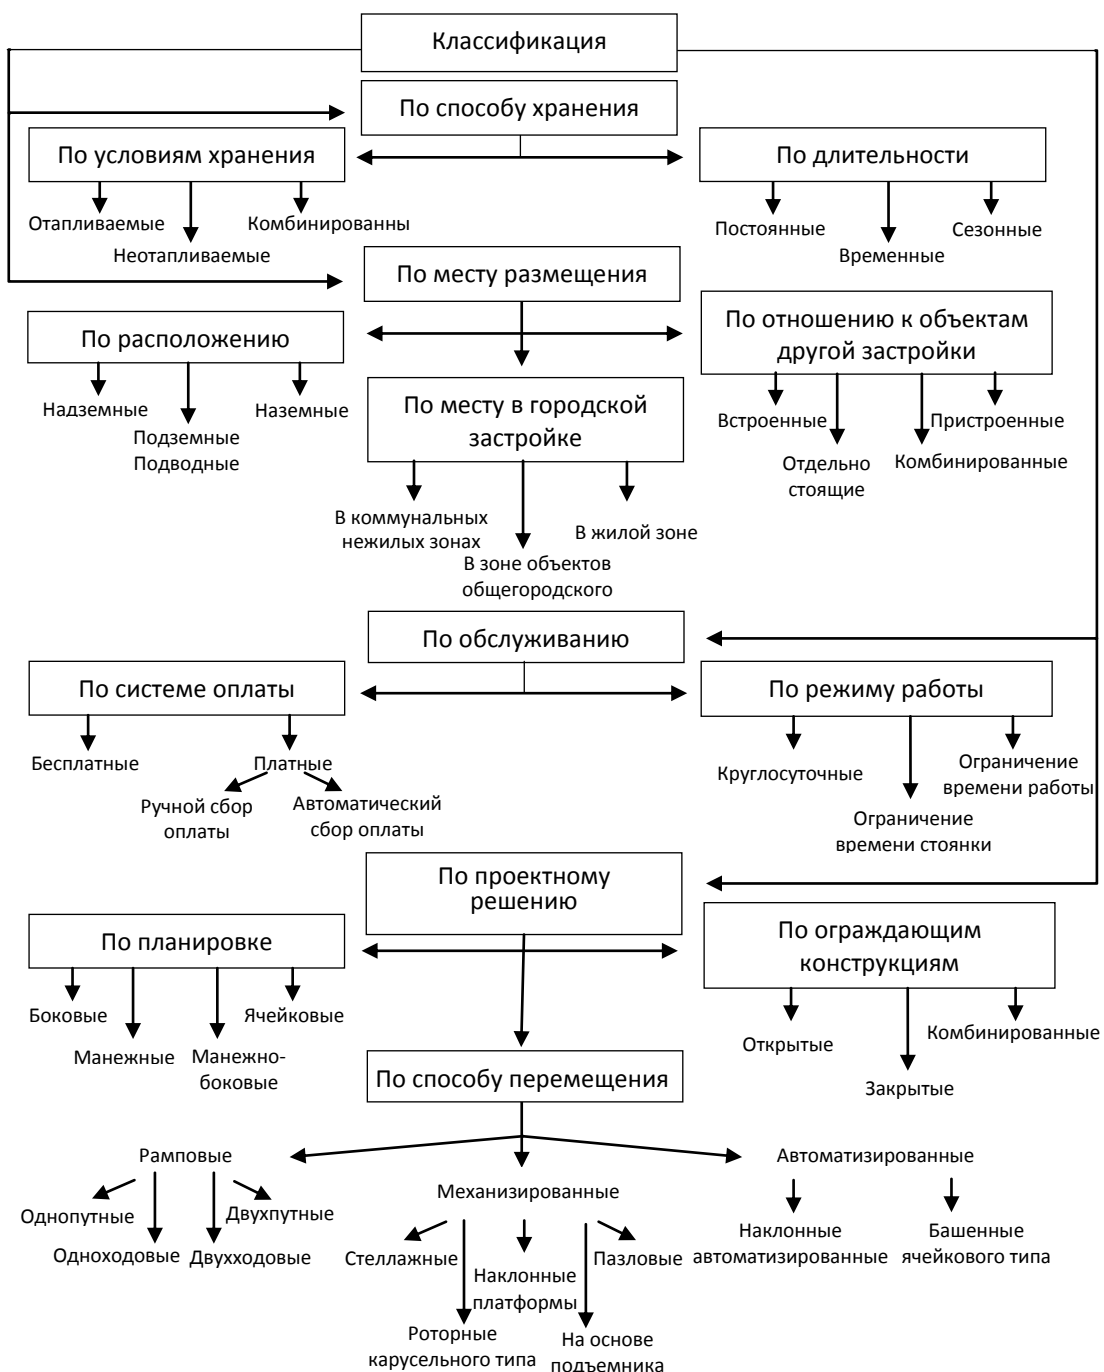 Классификация
По способу хранения
По условиям хранения
По длительности
Отапливаемые
Комбинированны
Неотапливаемые
Постоянные
Сезонные
Временные
По месту размещения
По расположению
По отношению к объектам
другой застройки
Надземные
Наземные
Подземные
Подводные
По месту в городской
застройке
Встроенные
Пристроенные
Отдельно
стоящие
Комбинированные
В коммунальных
нежилых зонах
В жилой зоне
В зоне объектов
общегородского
По обслуживанию
По системе оплаты
По режиму работы
Бесплатные
Платные
Ручной сбор
оплаты
Автоматический
сбор оплаты
Круглосуточные
Ограничение
времени работы
Ограничение
времени стоянки
По проектному
решению
По планировке
По ограждающим
конструкциям
Боковые
Ячейковые
Манежные
Манежно-
боковые
Открытые
Комбинированные
Закрытые
По способу перемещения
Рамповые
Механизированные
Автоматизированные
Однопутные
Двухпутные
Одноходовые
Двухходовые
Стеллажные
Наклонные
платформы
Пазловые
Роторные
карусельного типа
На основе
подъемника
Наклонные
автоматизированные
Башенные
ячейкового типа